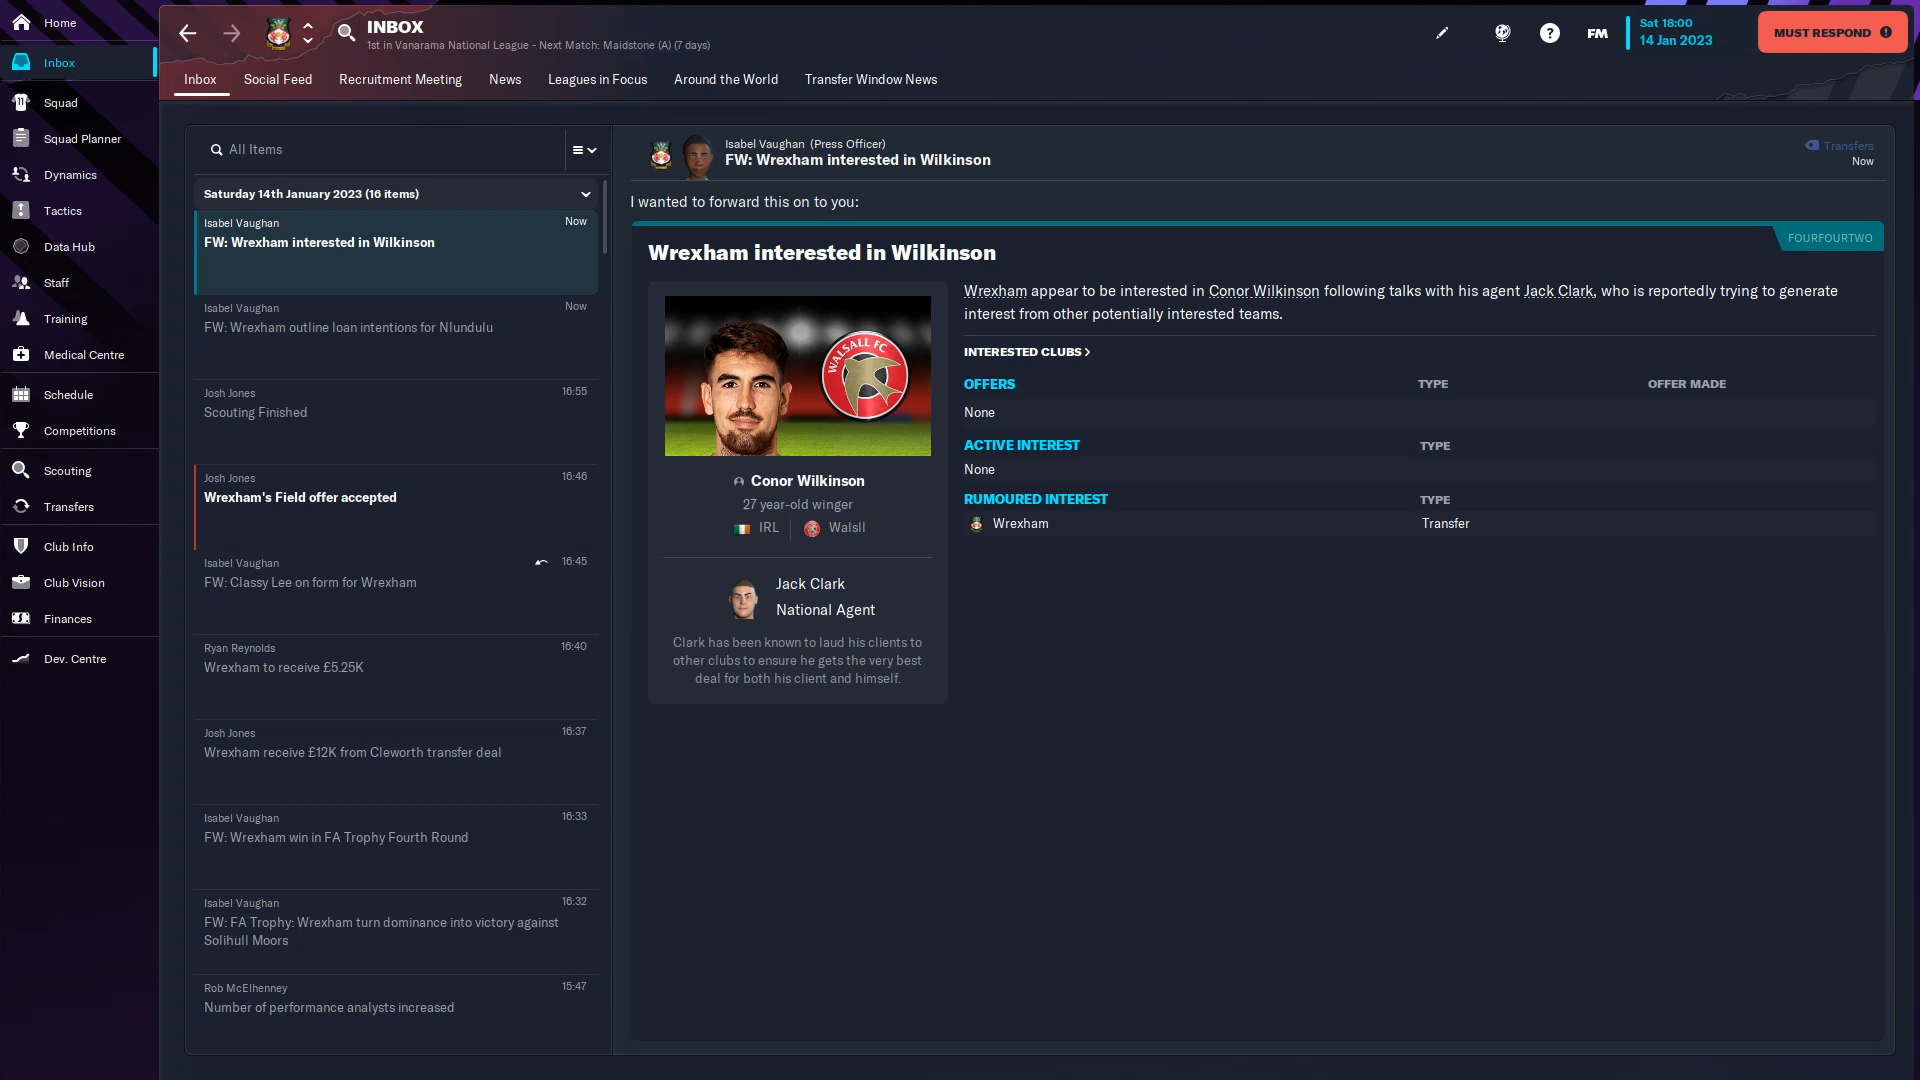 Home
Inbox
Squad
Squad Planner
Dynamics
Tactics
Data Hub
Staff
Training
Medical Centre
Schedule
Competitions
Scouting
Transfers
Club Info
Club Vision
Finances
Dev. Centre
INBOX
1st in Vanarama National League - Next Match: Maidstone (A) (7 days)
FM
Sat 18:00
14 Jan 2023
MUST RESPOND
Inbox Social Feed Recruitment Meeting News Leagues in Focus Around the World Transfer Window News
All Items
Saturday 14th January 2023 (16 items)
Isabel Vaughan Now
FW: Wrexham interested in Wilkinson
Isabel Vaughan Now
FW: Wrexham outline loan intentions for Nlundulu
Josh Jones 16:55
Scouting Finished
Josh Jones 16:46
Wrexham's Field offer accepted
Isabel Vaughan 16:45
FW: Classy Lee on form for Wrexham
Ryan Reynolds 16:40
Wrexham to receive £5.25K
Josh Jones 16:37
Wrexham receive £12K from Cleworth transfer deal
Isabel Vaughan 16:33
FW: Wrexham win in FA Trophy Fourth Round
Isabel Vaughan 16:32
FW: FA Trophy: Wrexham turn dominance into victory against
Solihull Moors
Rob McElhenney 15:47
Number of performance analysts increased
Isabel Vaughan (Press Officer)
FW: Wrexham interested in Wilkinson
Transfers
Now
I wanted to forward this on to you:
FOURFOURTWO
Wrexham interested in Wilkinson
WALSALL FC
Conor Wilkinson
27 year-old winger
IRL Walsll
Jack Clark
National Agent
Clark has been known to laud his clients to
other clubs to ensure he gets the very best
deal for both his client and himself.
Wrexham appear to be interested in Conor Wilkinson following talks with his agent Jack Clark, who is reportedly trying to generate
interest from other potentially interested teams.
INTERESTED CLUBS
OFFERS TYPE OFFER MADE
None
ACTIVE INTEREST TYPE
None
RUMOURED INTEREST TYPE
Wrexham Transfer